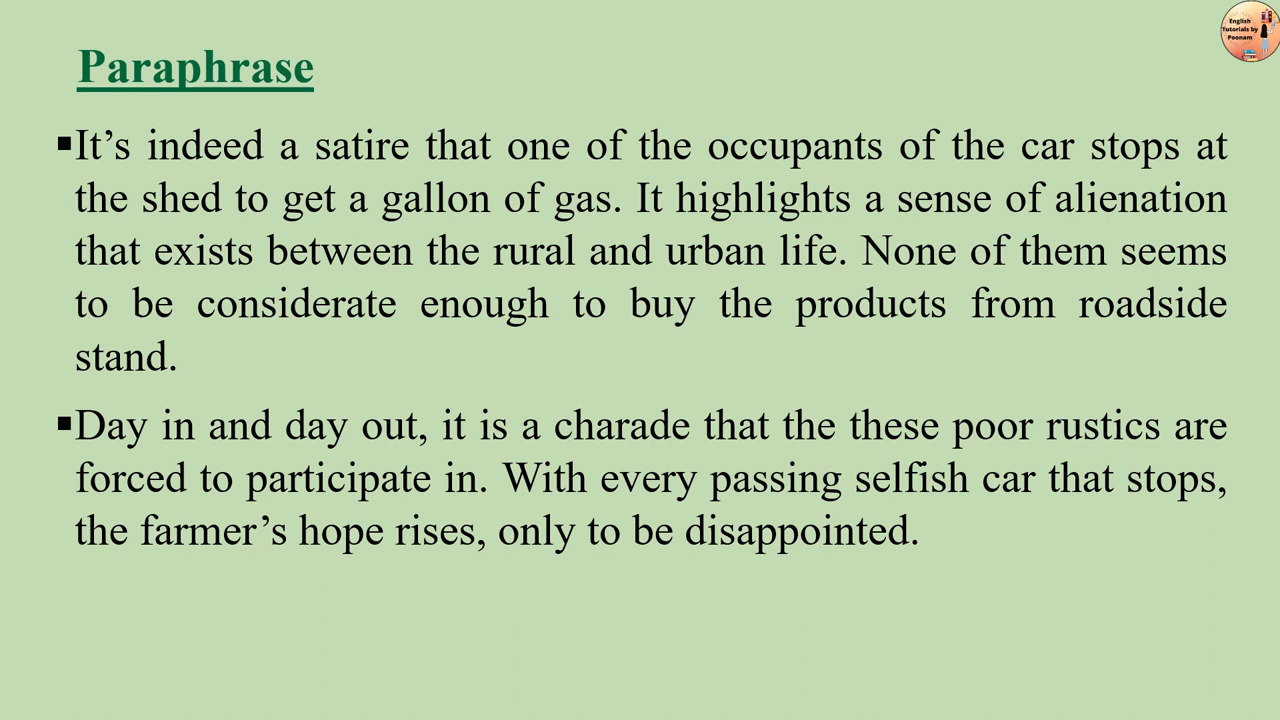 English
Tutorials by
Poonam
Paraphrase
▪It’s indeed a satire that one of the occupants of the car stops at
the shed to get a gallon of gas. It highlights a sense of alienation
that exists between the rural and urban life. None of them seems
to be considerate enough to buy the products from roadside
stand.
▪Day in and day out, it is a charade that the these poor rustics are
forced to participate in. With every passing selfish car that stops,
the farmer’s hope rises, only to be disappointed.